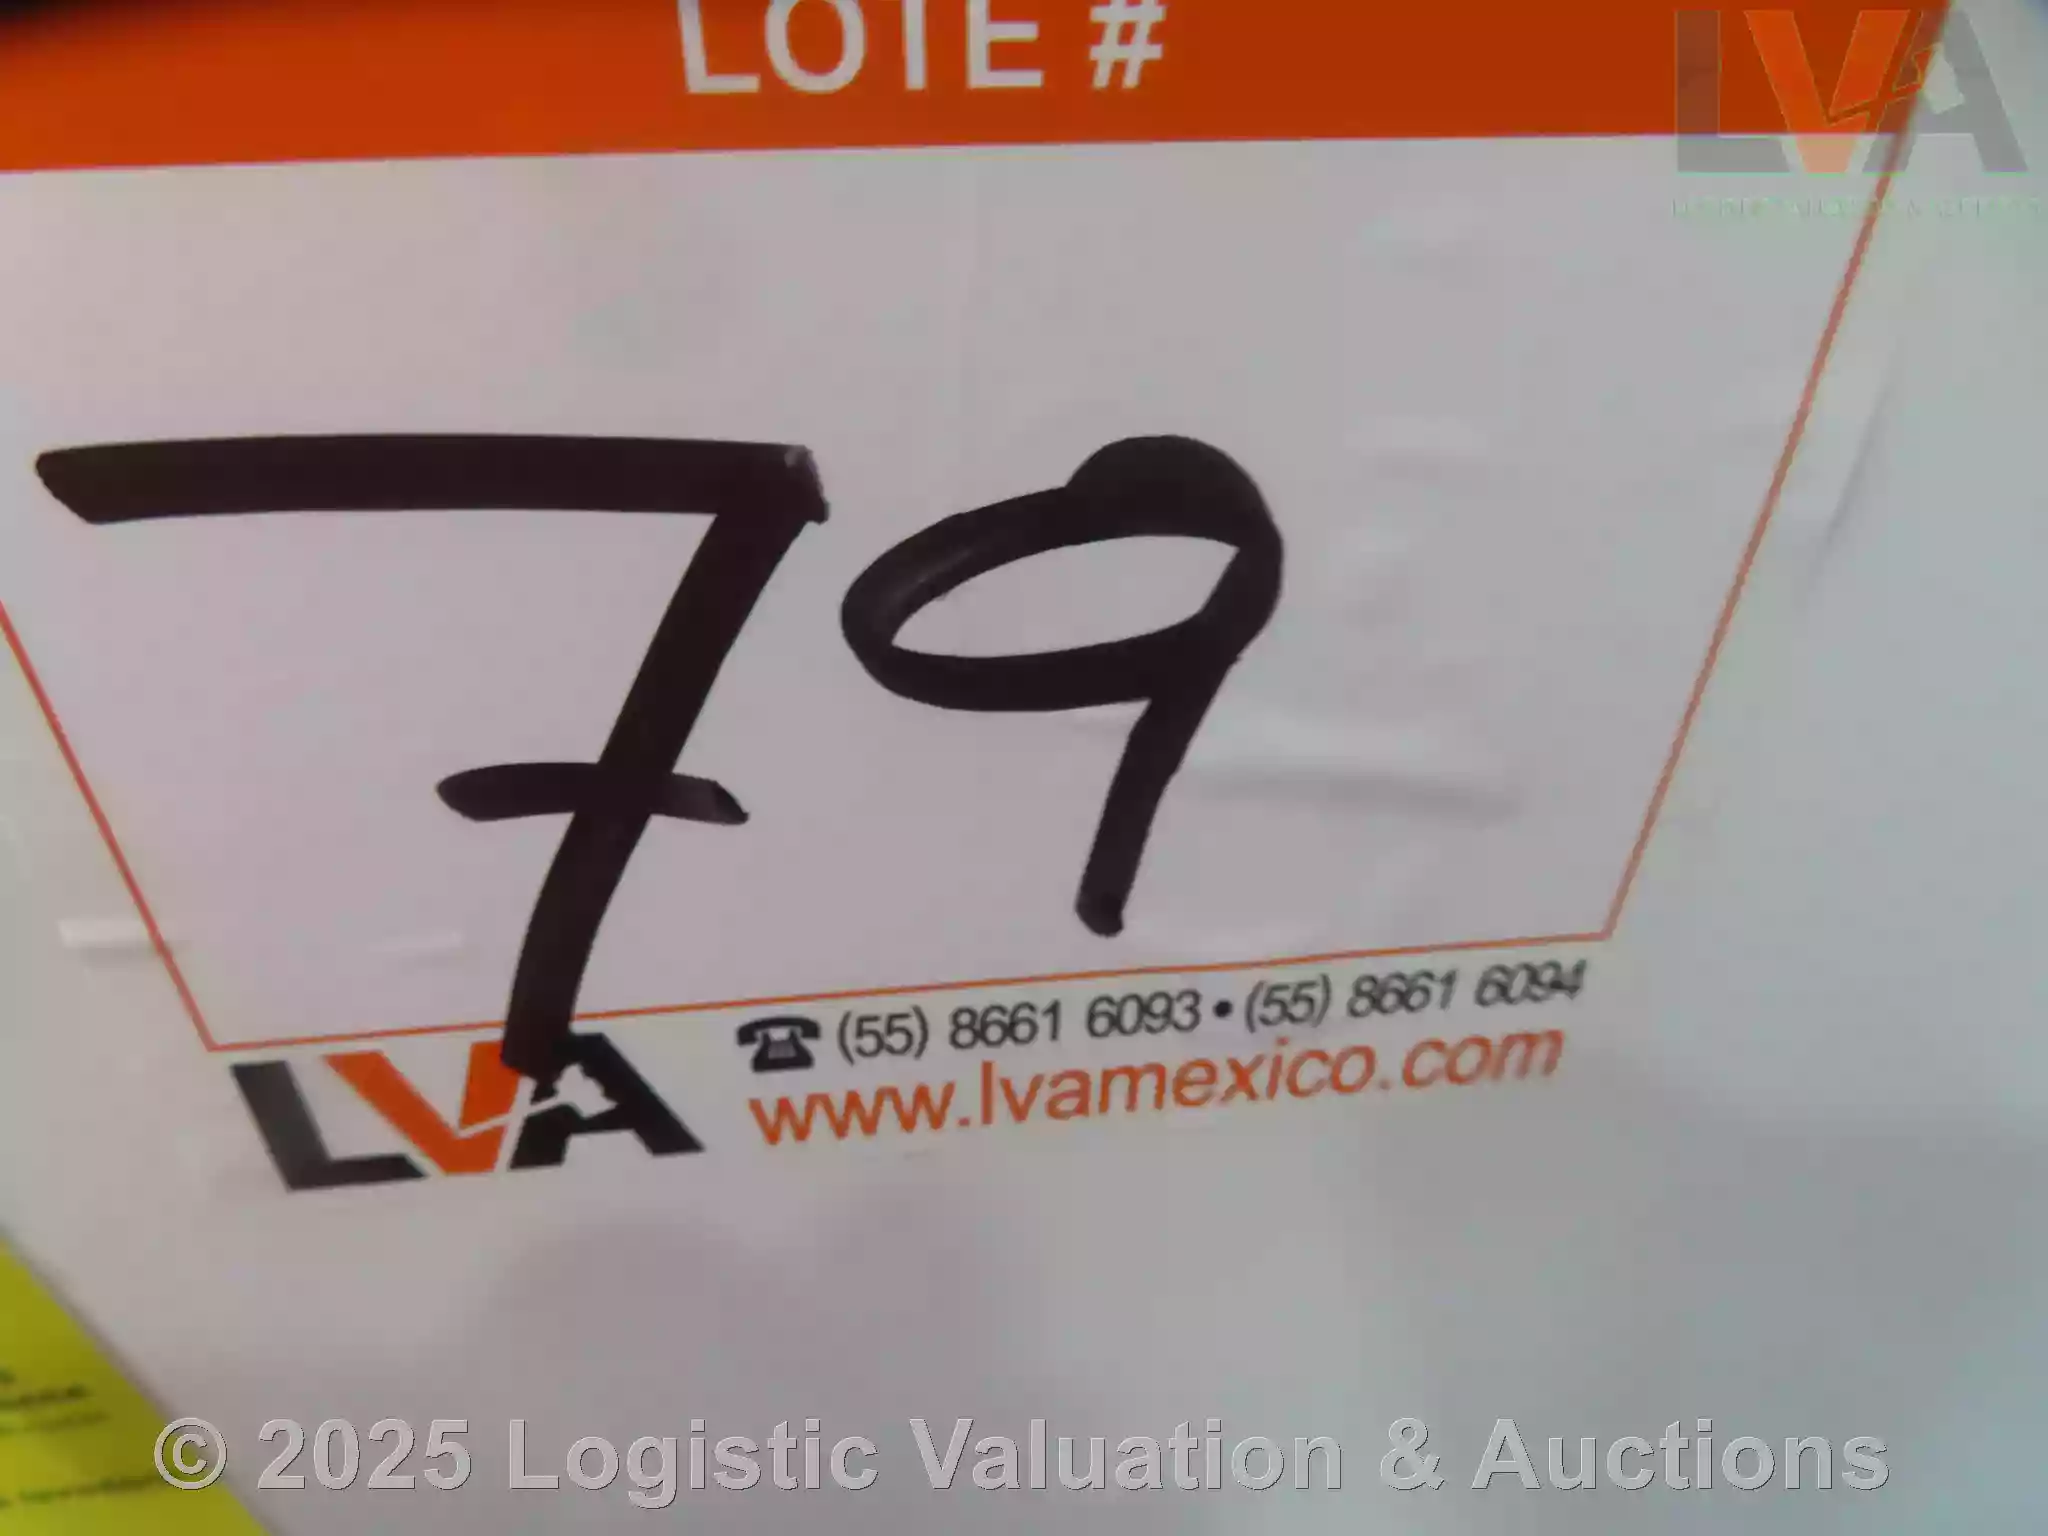 LOTE #
LVA
79
(55) 8661 6093 • (55) 8661 6094
LVA
www.lvamexico.com
© 2025 Logistic Valuation & Auctions